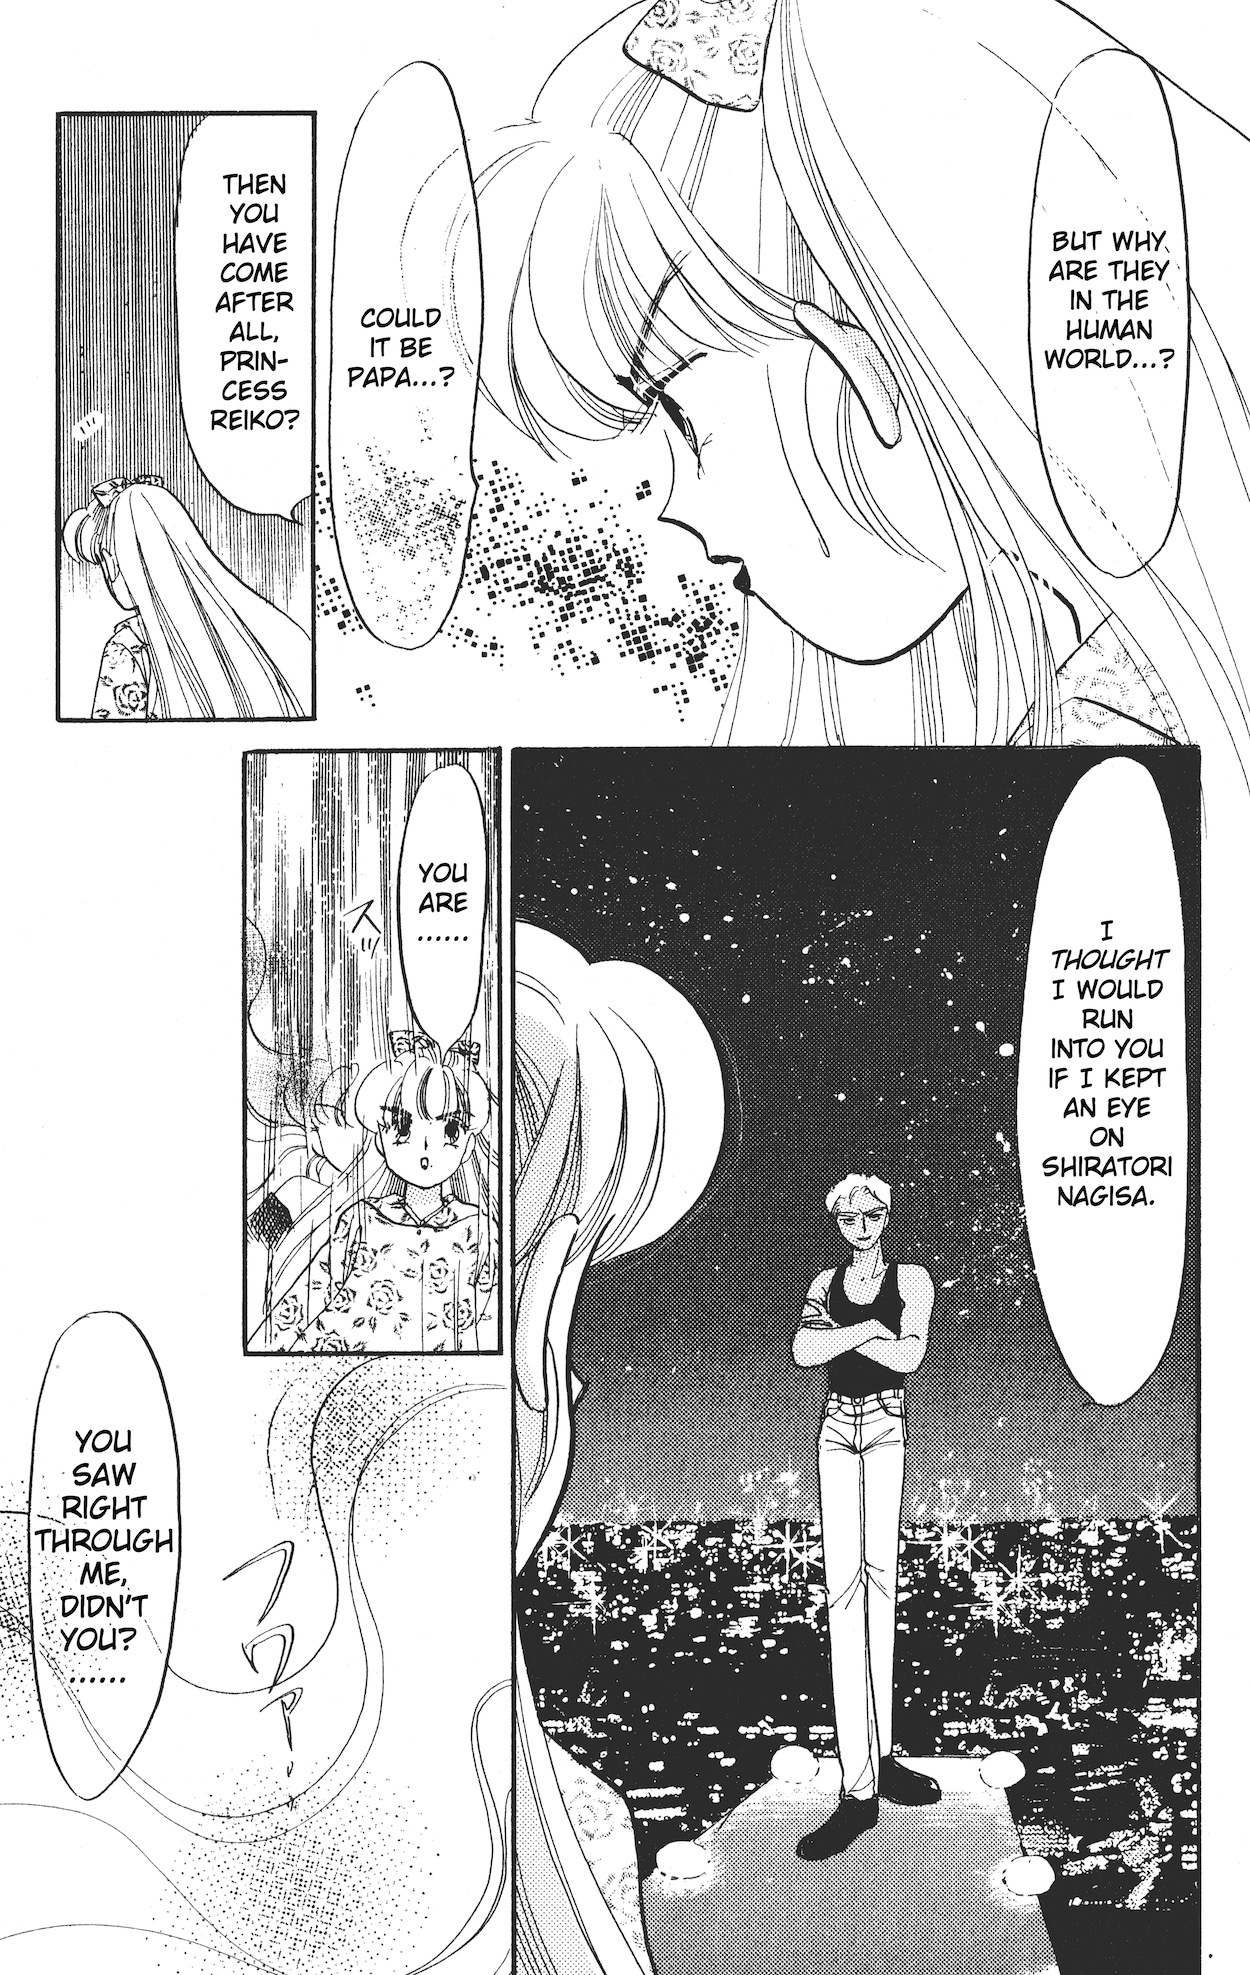 BUT WHY
ARE THEY
IN THE
HUMAN
WORLD...?
COULD
IT BE
PAPA...?
THEN
YOU
HAVE
COME
AFTER
ALL,
PRIN-
CESS
REIKO?
I
THOUGHT
I WOULD
RUN
INTO YOU
IF I KEPT
AN EYE
ON
SHIRATORI
NAGISA.
YOU
ARE
......
スッ
YOU
SAW
RIGHT
THROUGH
ME,
DIDN'T
YOU?
......
フワァ